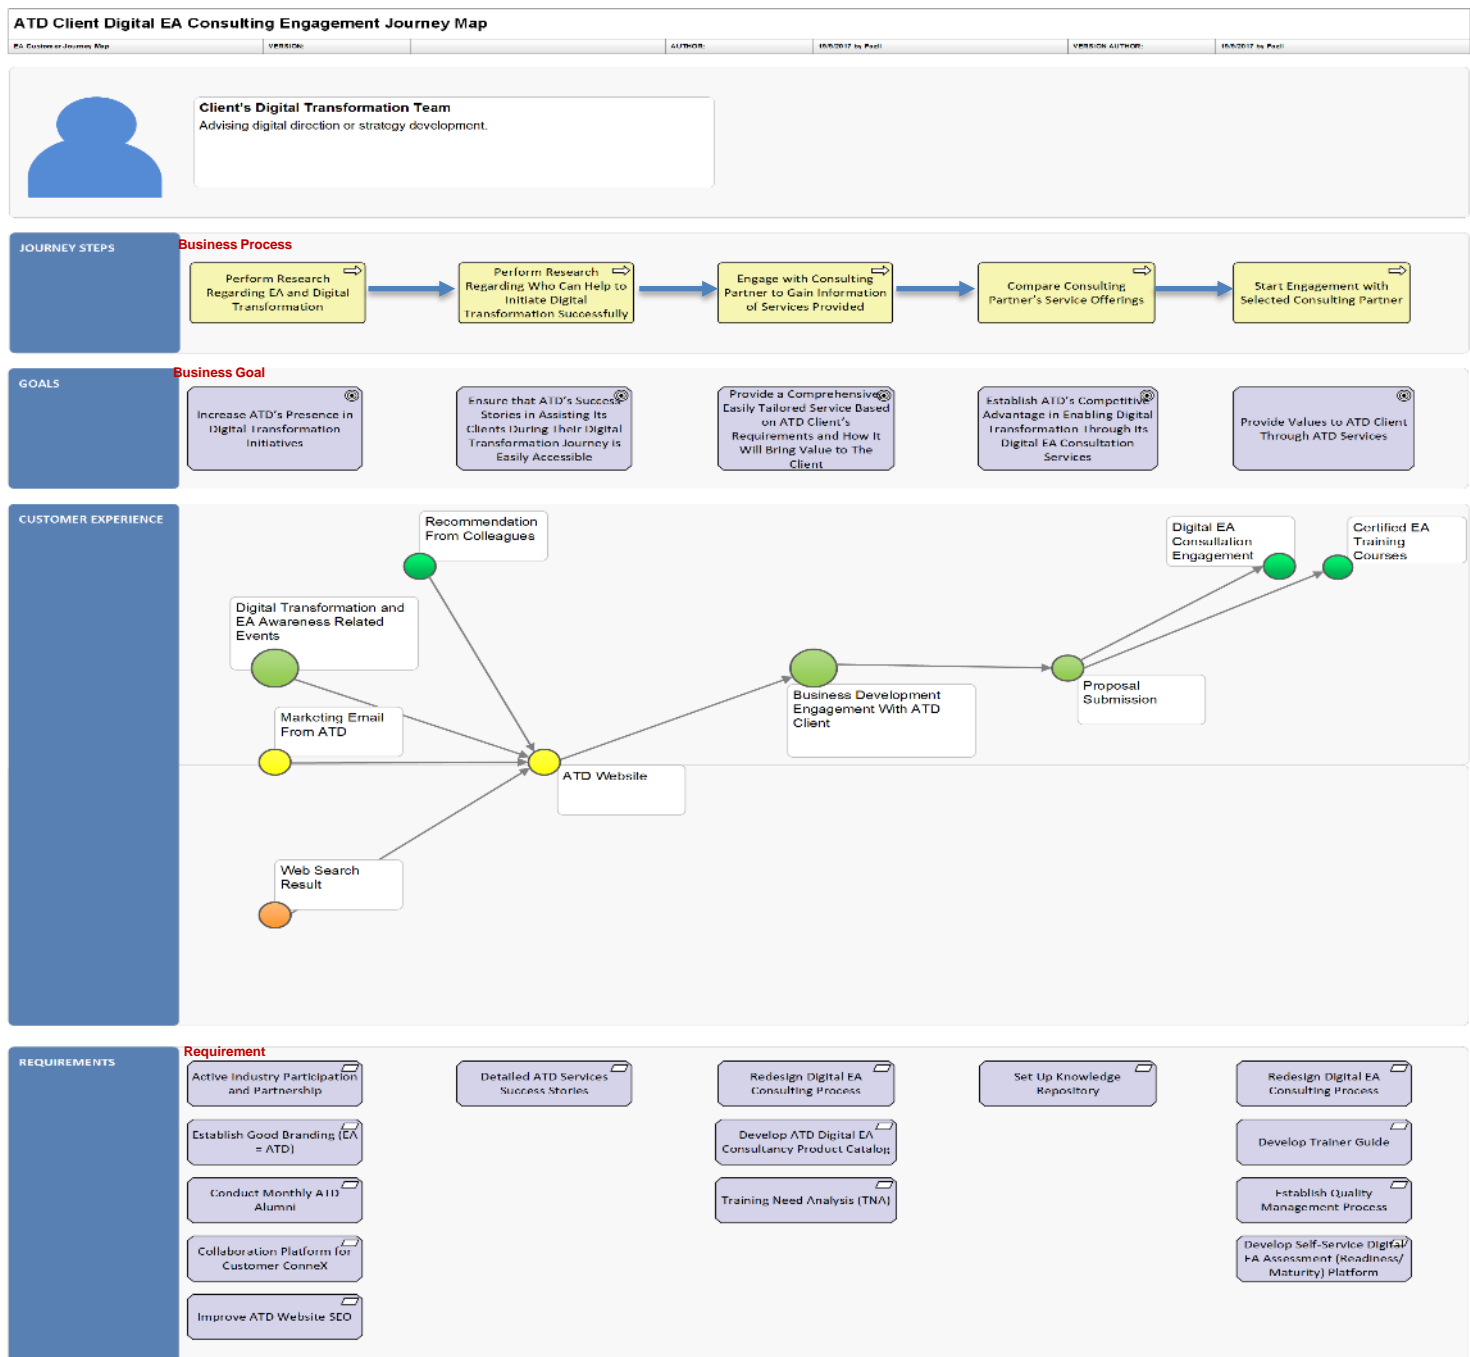 ATD Client Digital EA Consulting Engagement Journey Map
EA Customer Journey Map
VERSION:
AUTHOR:
VERSION AUTHOR:
Client's Digital Transformation Team
Advising digital direction or strategy development.
JOURNEY STEPS
Business Process
Perform Research
Regarding EA and Digital
Transformation
Perform Research
Regarding Who Can Help to
Initiate Digital
Transformation Successfully
Engage with Consulting
Partner to Gain Information
of Services Provided
Compare Consulting
Partner's Service Offerings
Start Engagement with
Selected Consulting Partner
GOALS
Business Goal
Increase ATD's Presence in
Digital Transformation
Initiatives
Ensure that ATD's Success
Stories in Assisting Its
Clients During Their Digital
Transformation Journey is
Easily Accessible
Provide a Comprehensive
Easily Tailored Service Based
on ATD Client's
Requirements and How It
Will Bring Value to The
Client
Establish ATD's Competitive
Advantage in Enabling Digital
Transformation Through Its
Digital EA Consultation
Services
Provide Values to ATD Client
Through ATD Services
CUSTOMER EXPERIENCE
Recommendation
From Colleagues
Digital EA
Consultation
Engagement
Certified EA
Training
Courses
Digital Transformation and
EA Awareness Related
Events
Business Development
Engagement With ATD
Client
Proposal
Submission
Marketing Email
From ATD
ATD Website
Web Search
Result
REQUIREMENTS
Requirement
Active Industry Participation
and Partnership
Detailed ATD Services
Success Stories
Redesign Digital EA
Consulting Process
Set Up Knowledge
Repository
Redesign Digital EA
Consulting Process
Establish Good Branding (EA
= ATD)
Develop ATD Digital EA
Consultancy Product Catalog
Develop Trainer Guide
Conduct Monthly ATD
Alumni
Training Need Analysis (TNA)
Establish Quality
Management Process
Collaboration Platform for
Customer ConneX
Develop Self-Service Digital
EA Assessment (Readiness/
Maturity) Platform
Improve ATD Website SEO